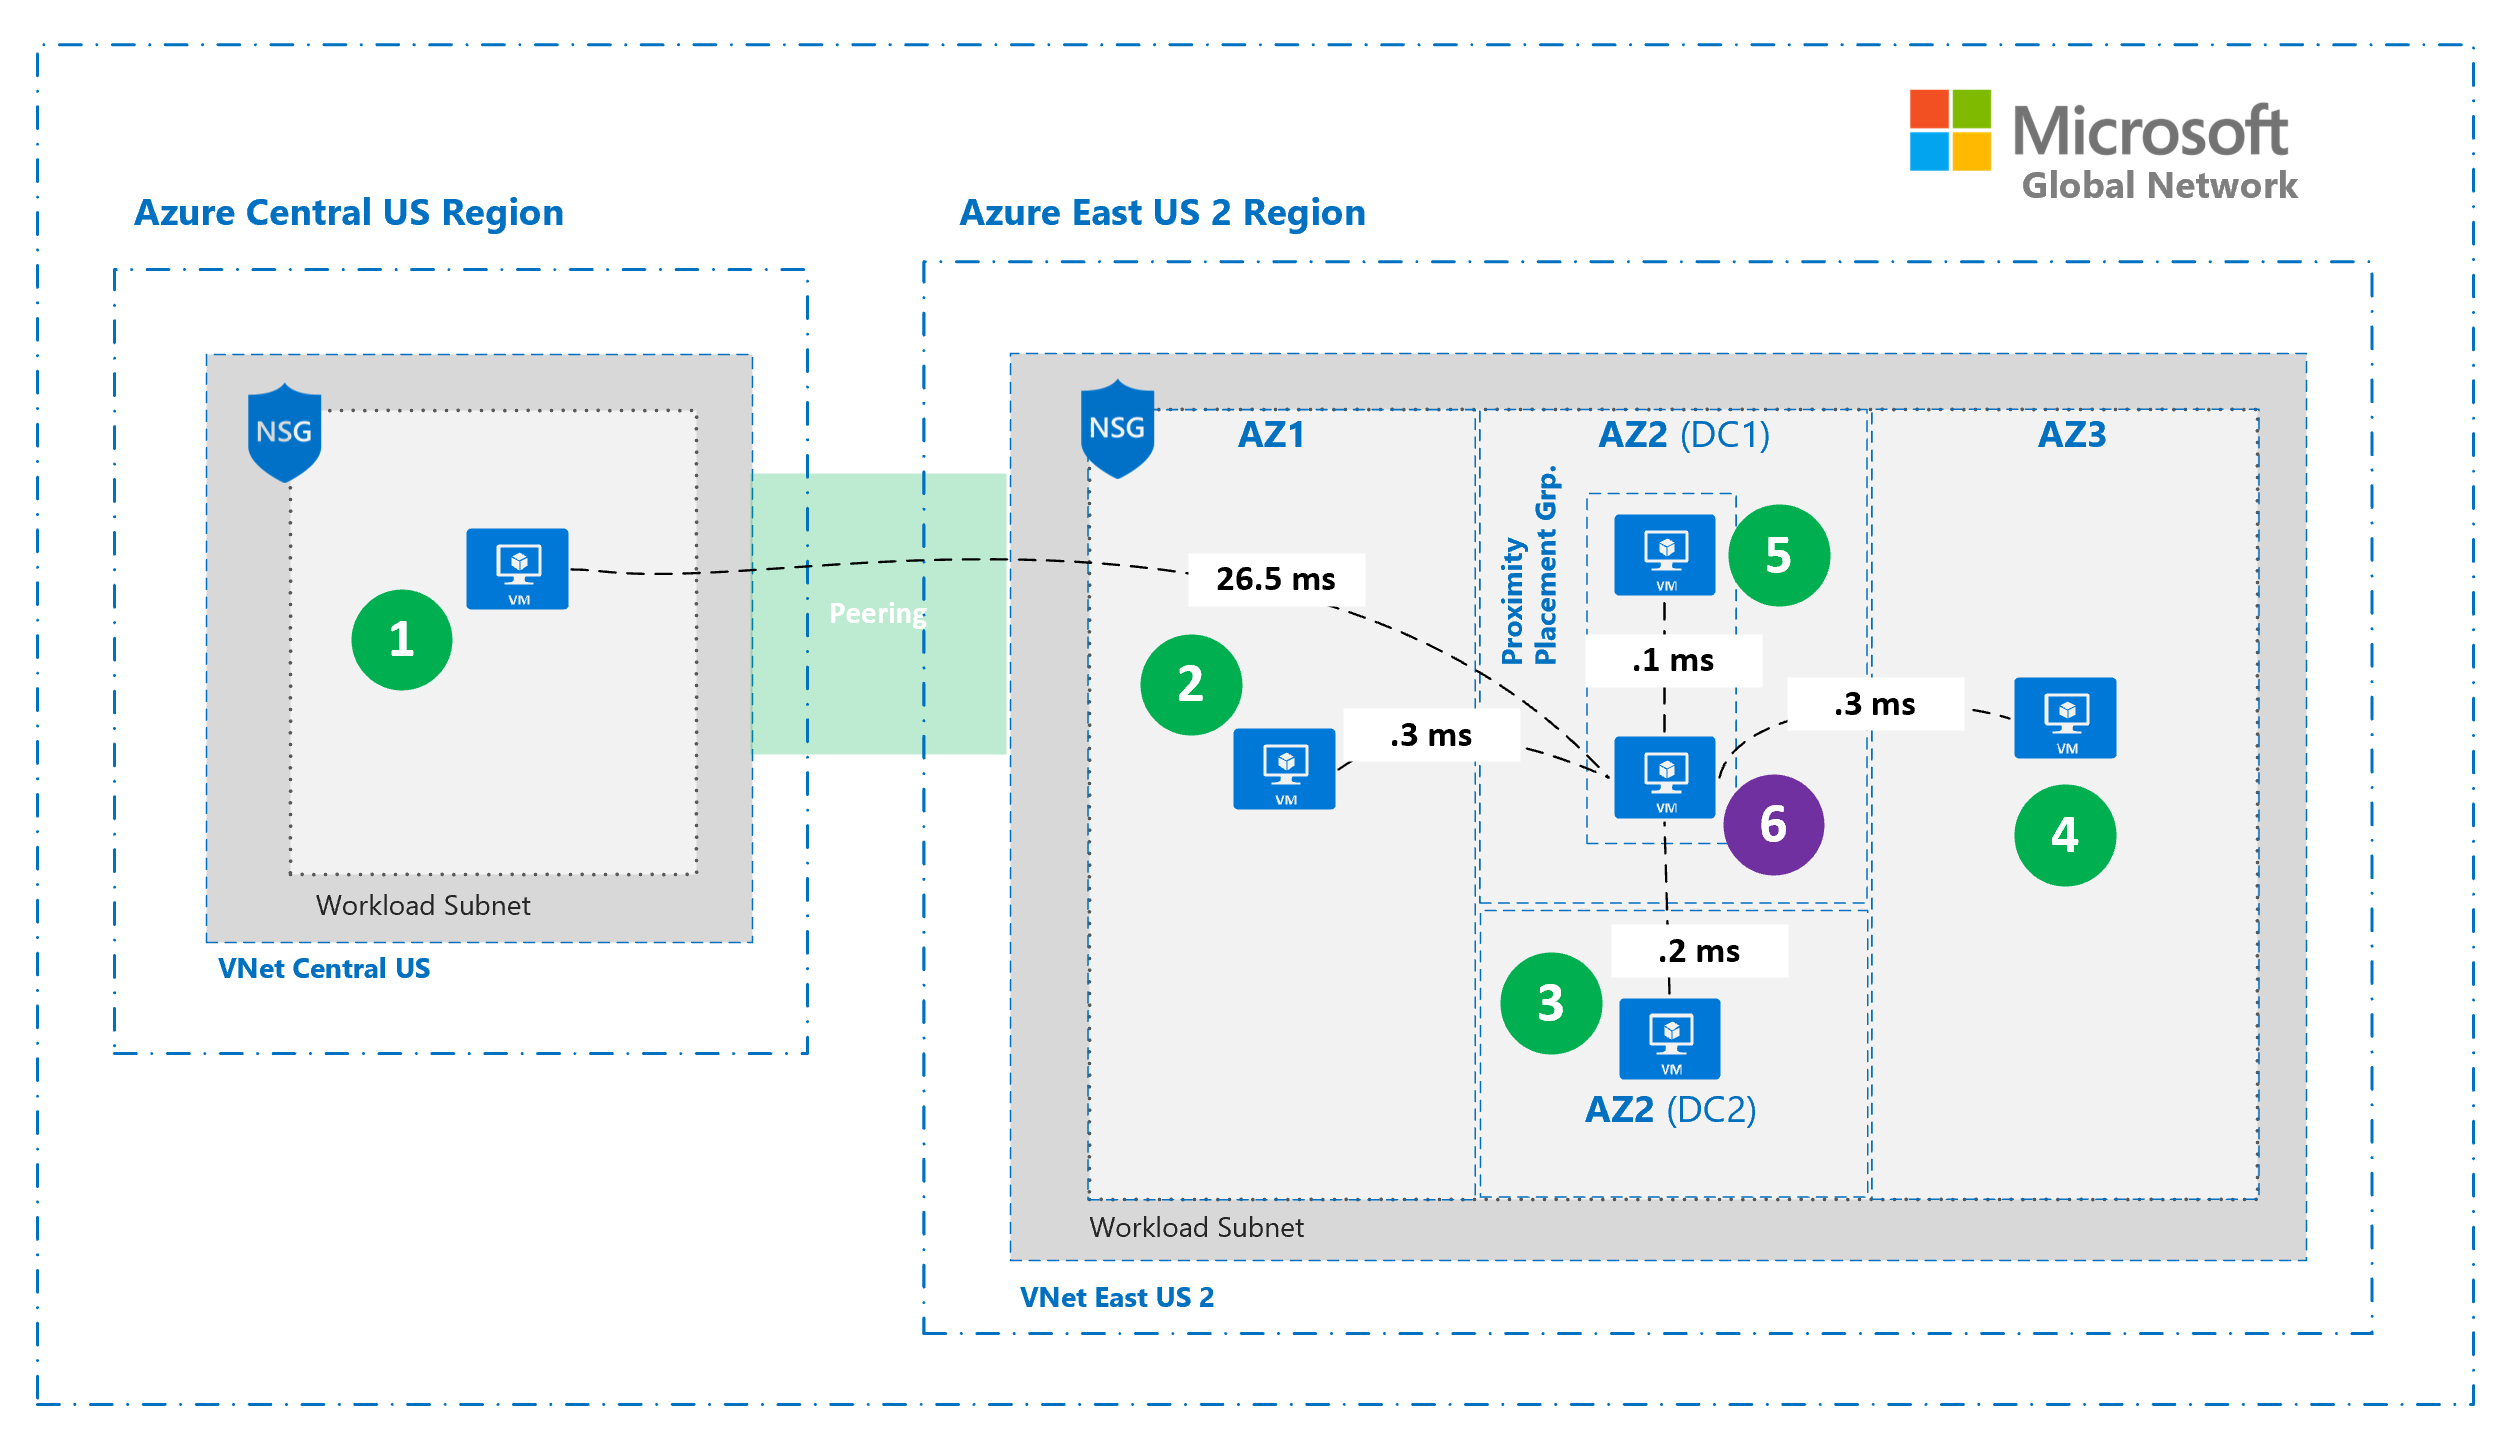 Microsoft
Global Network
Azure Central US Region
Azure East US 2 Region
NSG
VM
1
Workload Subnet
VNet Central US
Peering
NSG
AZ1
AZ2 (DC1)
AZ3
26.5 ms
2
VM
.3 ms
Proximity
Placement Grp.
VM
5
.1 ms
VM
6
.3 ms
VM
4
.2 ms
3
VM
AZ2 (DC2)
Workload Subnet
VNet East US 2